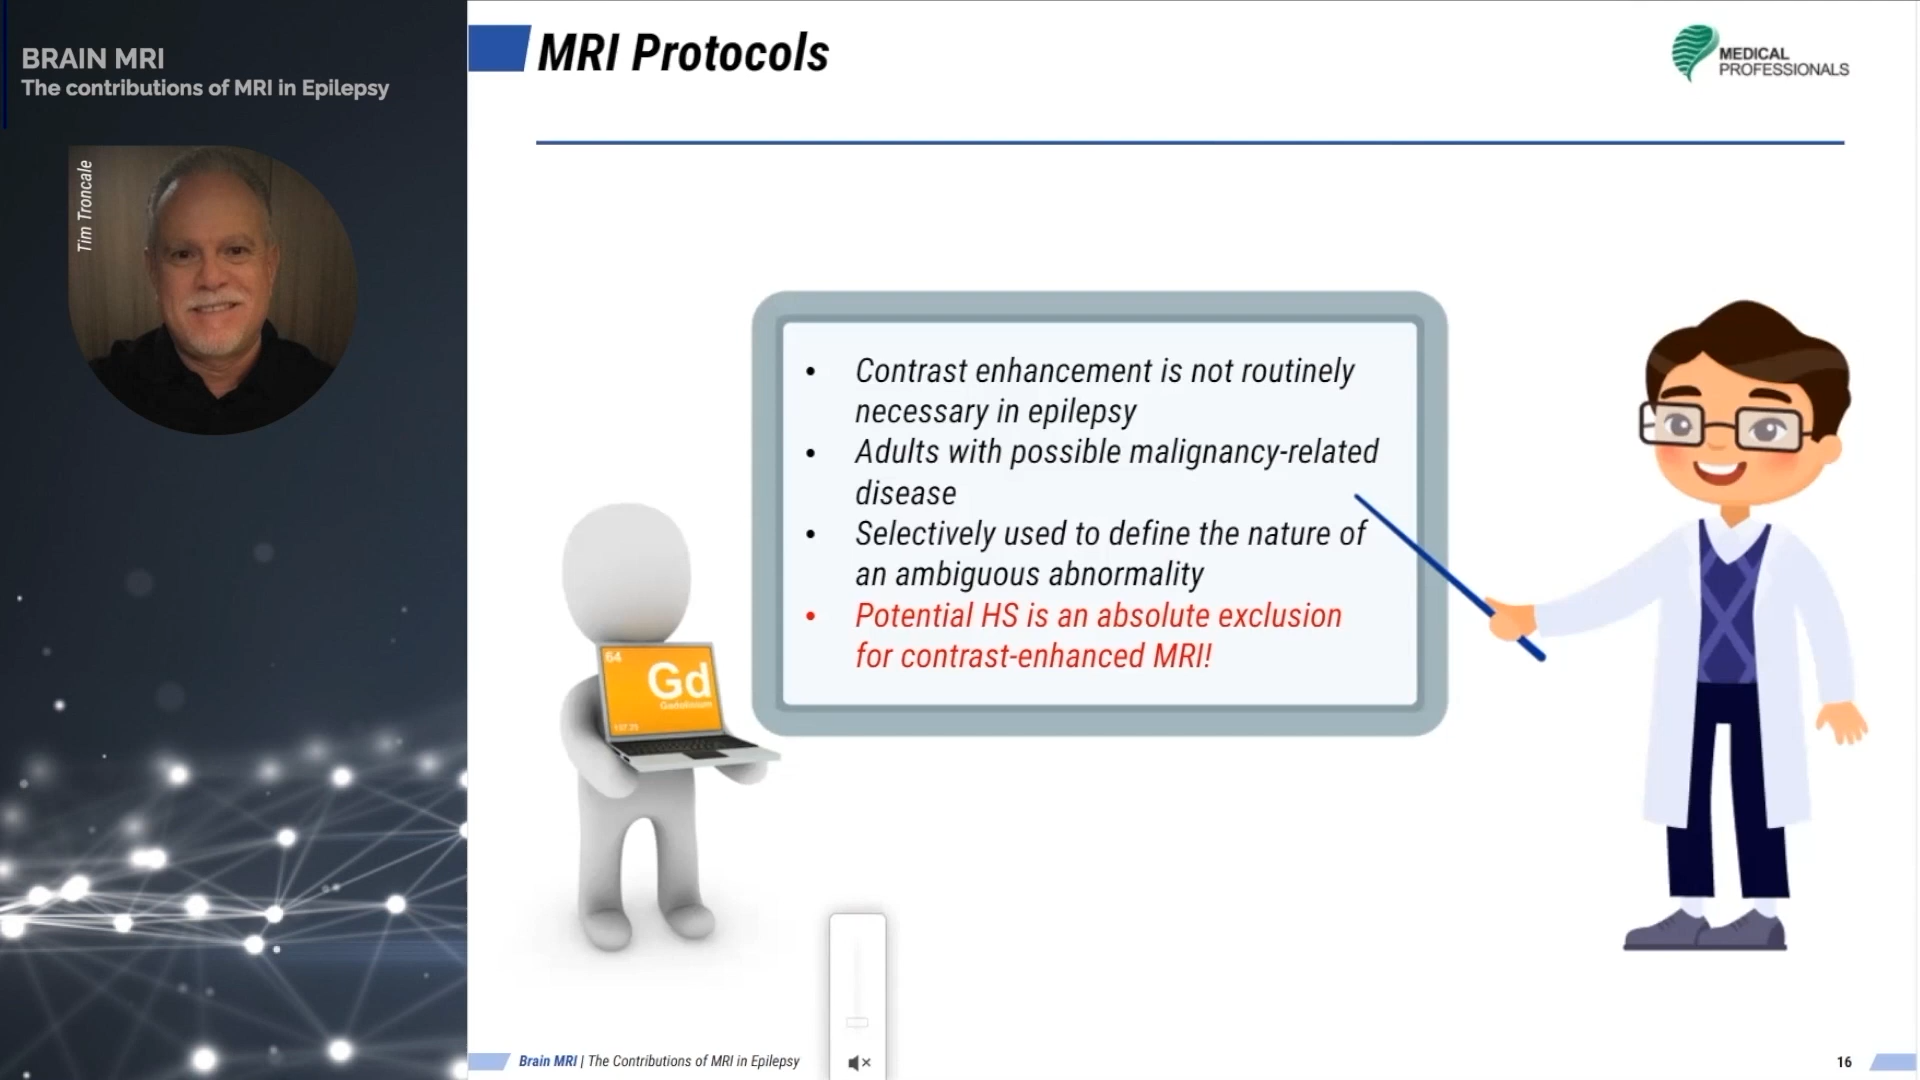 BRAIN MRI
The contributions of MRI in Epilepsy
Tim Troncale
MRI Protocols
MEDICAL
PROFESSIONALS
• Contrast enhancement is not routinely
necessary in epilepsy
• Adults with possible malignancy-related
disease
• Selectively used to define the nature of
an ambiguous abnormality
• Potential HS is an absolute exclusion
for contrast-enhanced MRI!
64
Gd
Gadolinium
Brain MRI | The Contributions of MRI in Epilepsy
16